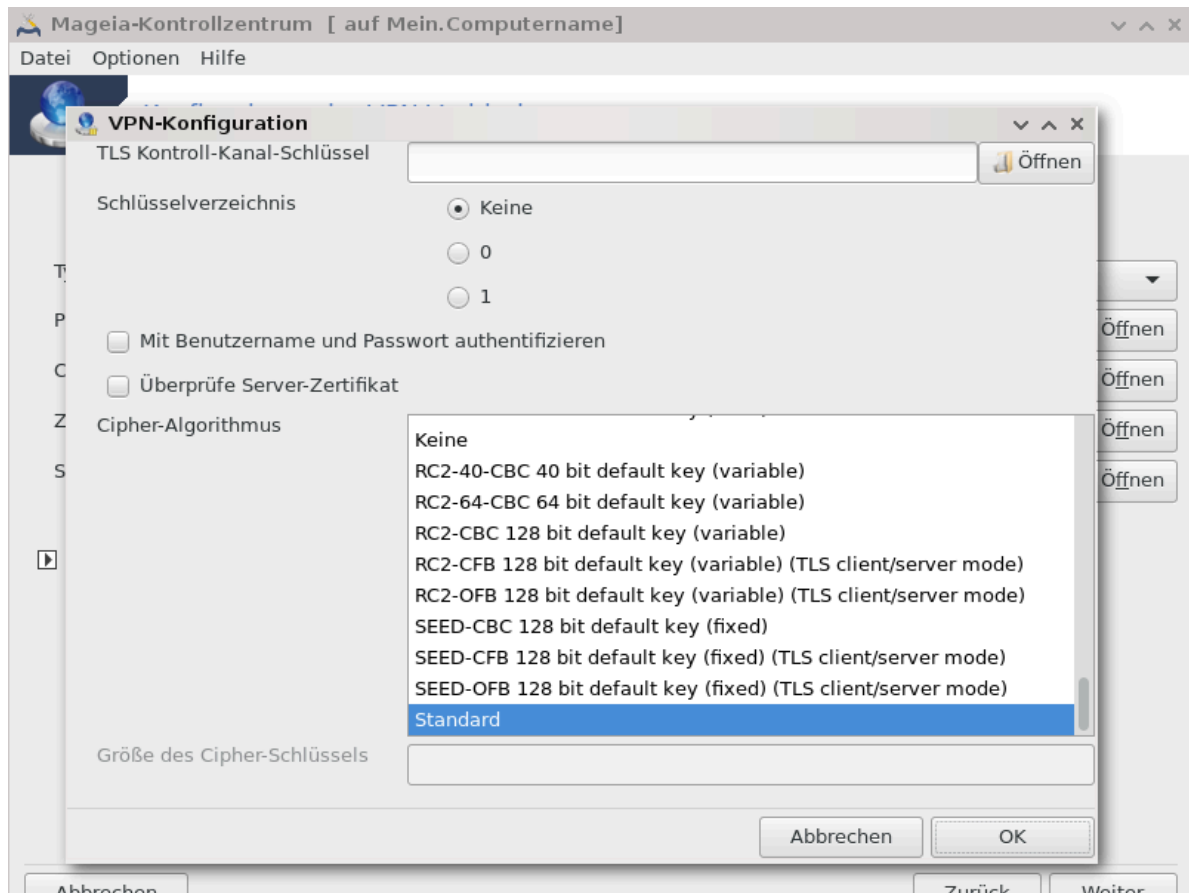 Mageia-Kontrollzentrum [ auf Mein.Computername]
Datei Optionen Hilfe
VPN-Konfiguration
TLS Kontroll-Kanal-Schlüssel
Öffnen
Schlüsselverzeichnis
Keine
0
1
Mit Benutzername und Passwort authentifizieren
Überprüfe Server-Zertifikat
Cipher-Algorithmus
Keine
RC2-40-CBC 40 bit default key (variable)
RC2-64-CBC 64 bit default key (variable)
RC2-CBC 128 bit default key (variable)
RC2-CFB 128 bit default key (variable) (TLS client/server mode)
RC2-OFB 128 bit default key (variable) (TLS client/server mode)
SEED-CBC 128 bit default key (fixed)
SEED-CFB 128 bit default key (fixed) (TLS client/server mode)
SEED-OFB 128 bit default key (fixed) (TLS client/server mode)
Standard
Größe des Cipher-Schlüssels
Abbrechen
OK
Öffnen
Öffnen
Öffnen
Öffnen
Abbrechen
Zurück
Weiter